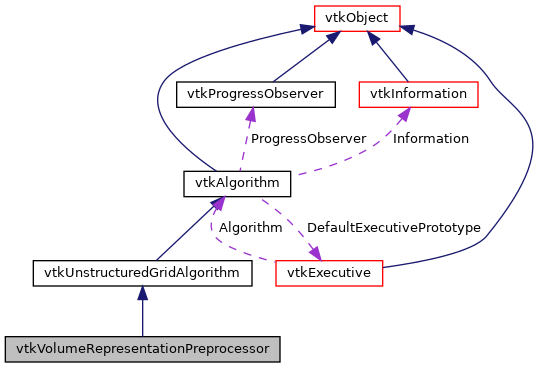 vtkObject
vtkProgressObserver
vtkInformation
ProgressObserver
Information
vtkAlgorithm
Algorithm
DefaultExecutivePrototype
vtkUnstructuredGridAlgorithm
vtkExecutive
vtkVolumeRepresentationPreprocessor